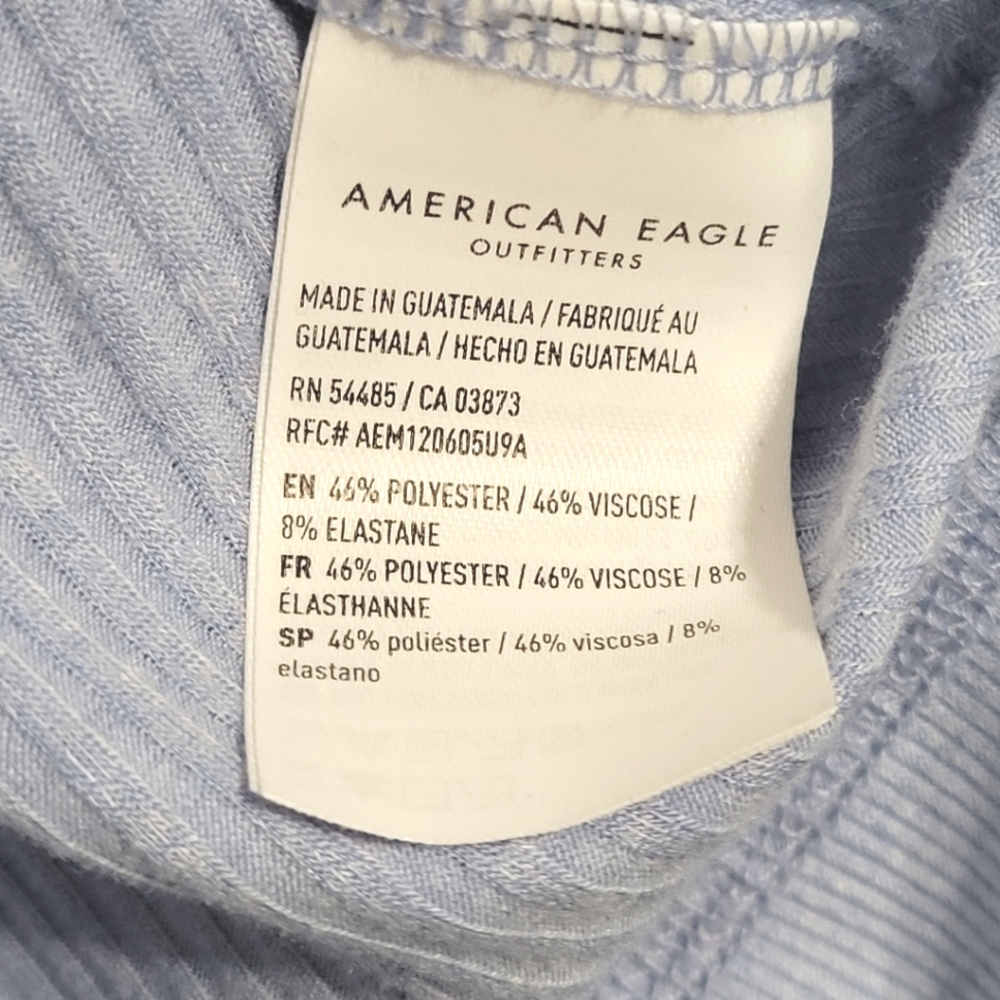 AMERICAN EAGLE
OUTFITTERS
MADE IN GUATEMALA / FABRIQUÉ AU
GUATEMALA / HECHO EN GUATEMALA
RN 54485 / CA 03873
RFC# AEM120605U9A
EN 46% POLYESTER / 46% VISCOSE /
8% ELASTANE
FR 46% POLYESTER / 46% VISCOSE / 8%
ÉLASTHANNE
SP 46% poliéster / 46% viscosa / 8%
elastano